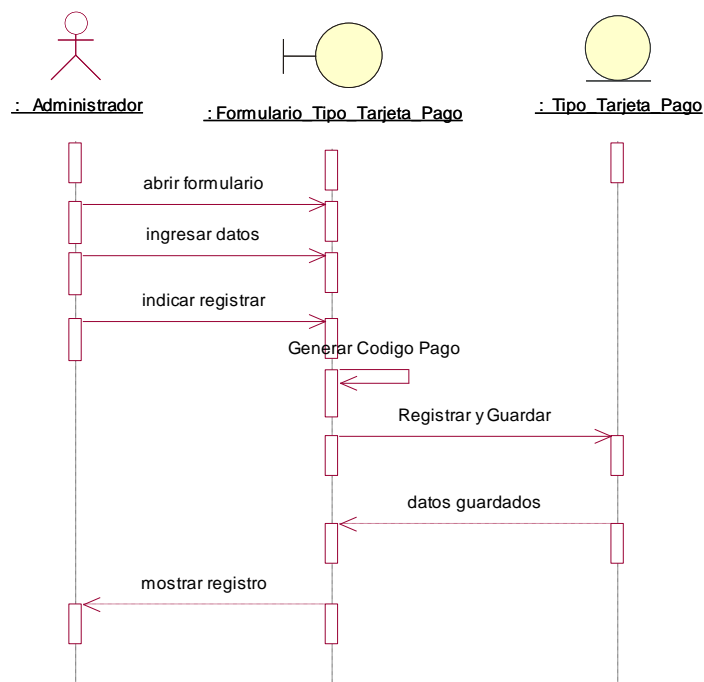 : Administrador
: Formulario_Tipo_Tarjeta_Pago
: Tipo_Tarjeta_Pago
abrir formulario
ingresar datos
indicar registrar
Generar Codigo Pago
Registrar y Guardar
datos guardados
mostrar registro